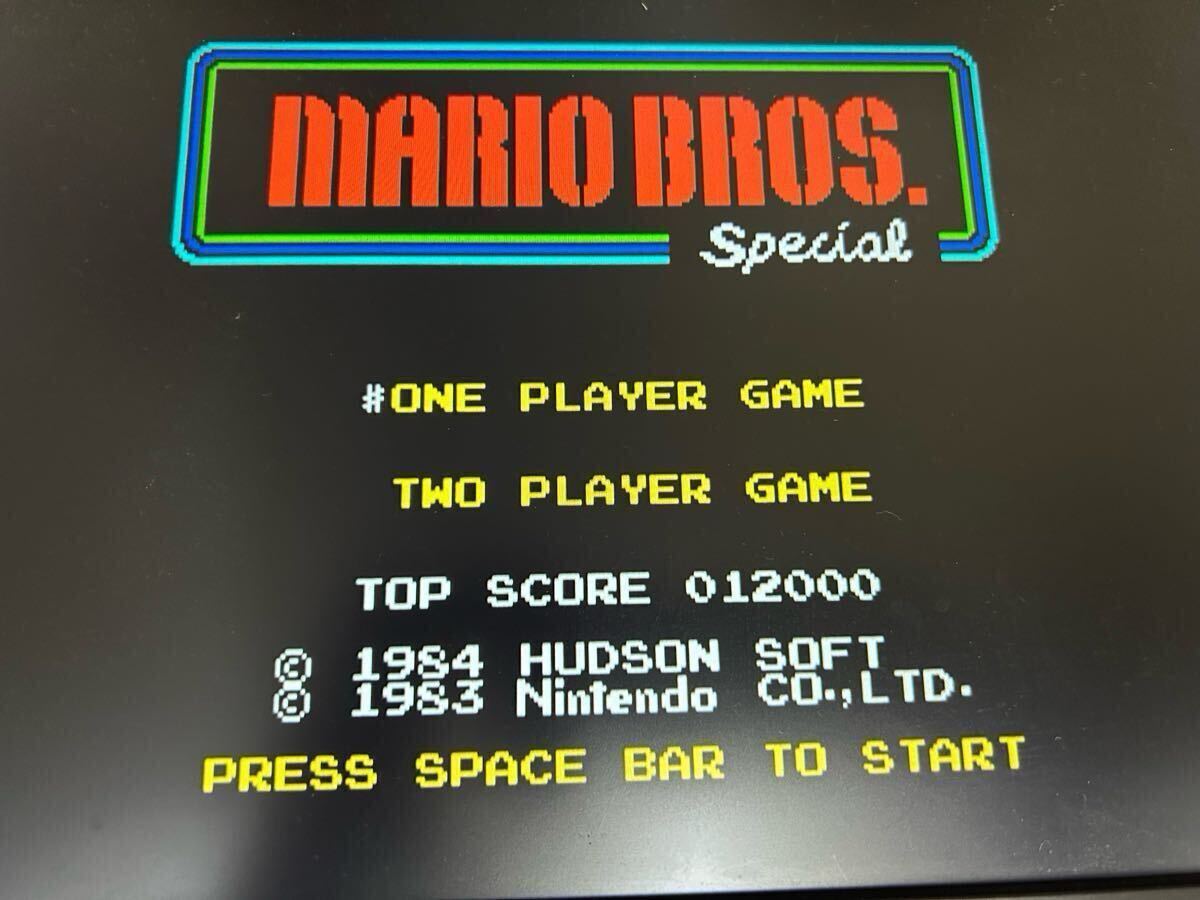 MARIO BROS.
Special
#ONE PLAYER GAME
TWO PLAYER GAME
TOP SCORE 012000
© 1984 HUDSON SOFT
© 1983 Nintendo CO.,LTD.
PRESS SPACE BAR TO START